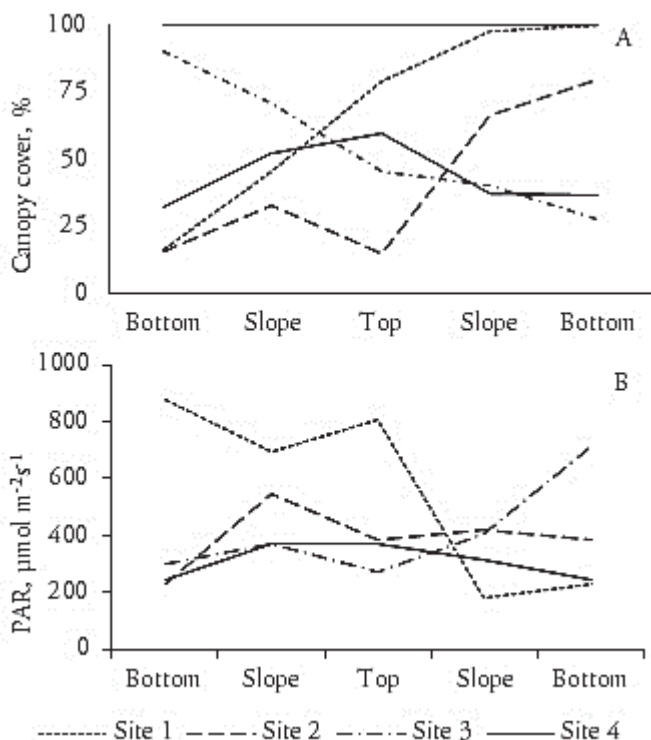 100
A
75
50
25
0
Canopy cover, %
Bottom Slope Top Slope Bottom
1000
B
800
600
400
200
0
PAR, µmol m⁻²s⁻¹
Bottom Slope Top Slope Bottom
Site 1 Site 2 Site 3 Site 4